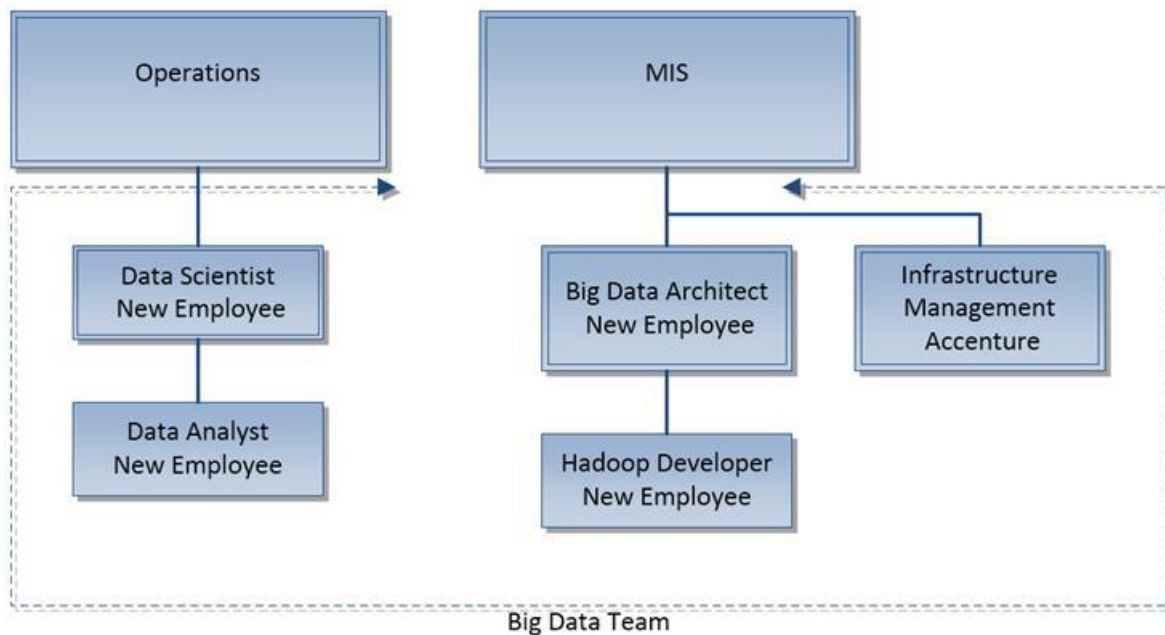 Operations
MIS
Data Scientist
New Employee
Big Data Architect
New Employee
Infrastructure
Management
Accenture
Data Analyst
New Employee
Hadoop Developer
New Employee
Big Data Team